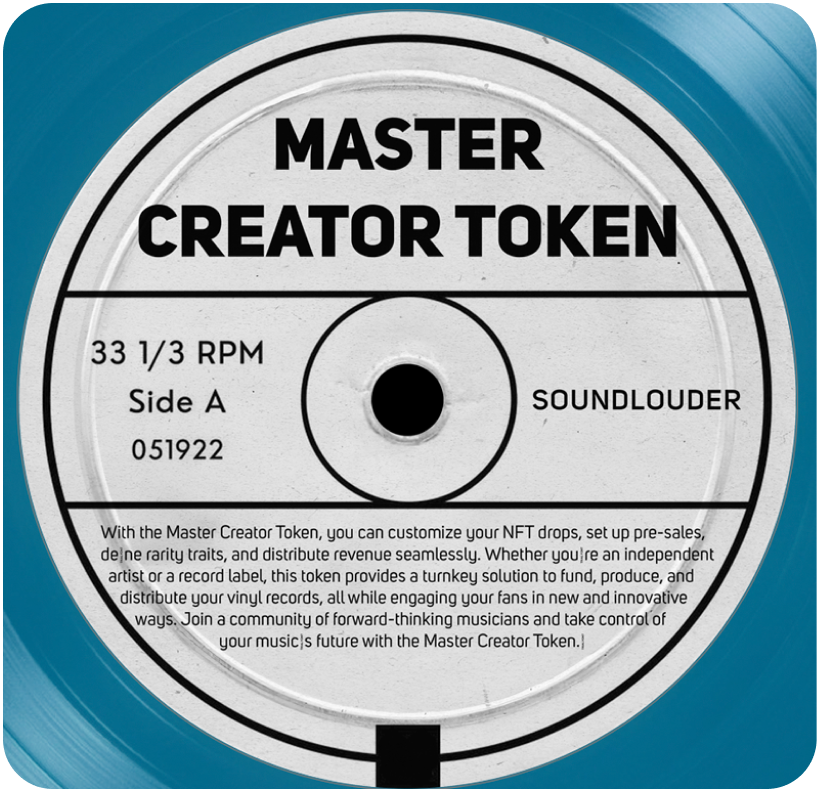 MASTER
CREATOR TOKEN
33 1/3 RPM
Side A
051922
SOUNDLOUDER
With the Master Creator Token, you can customize your NFT drops, set up pre-sales,
de|ne rarity traits, and distribute revenue seamlessly. Whether you|re an independent
artist or a record label, this token provides a turnkey solution to fund, produce, and
distribute your vinyl records, all while engaging your fans in new and innovative
ways. Join a community of forward-thinking musicians and take control of
your music|s future with the Master Creator Token.|